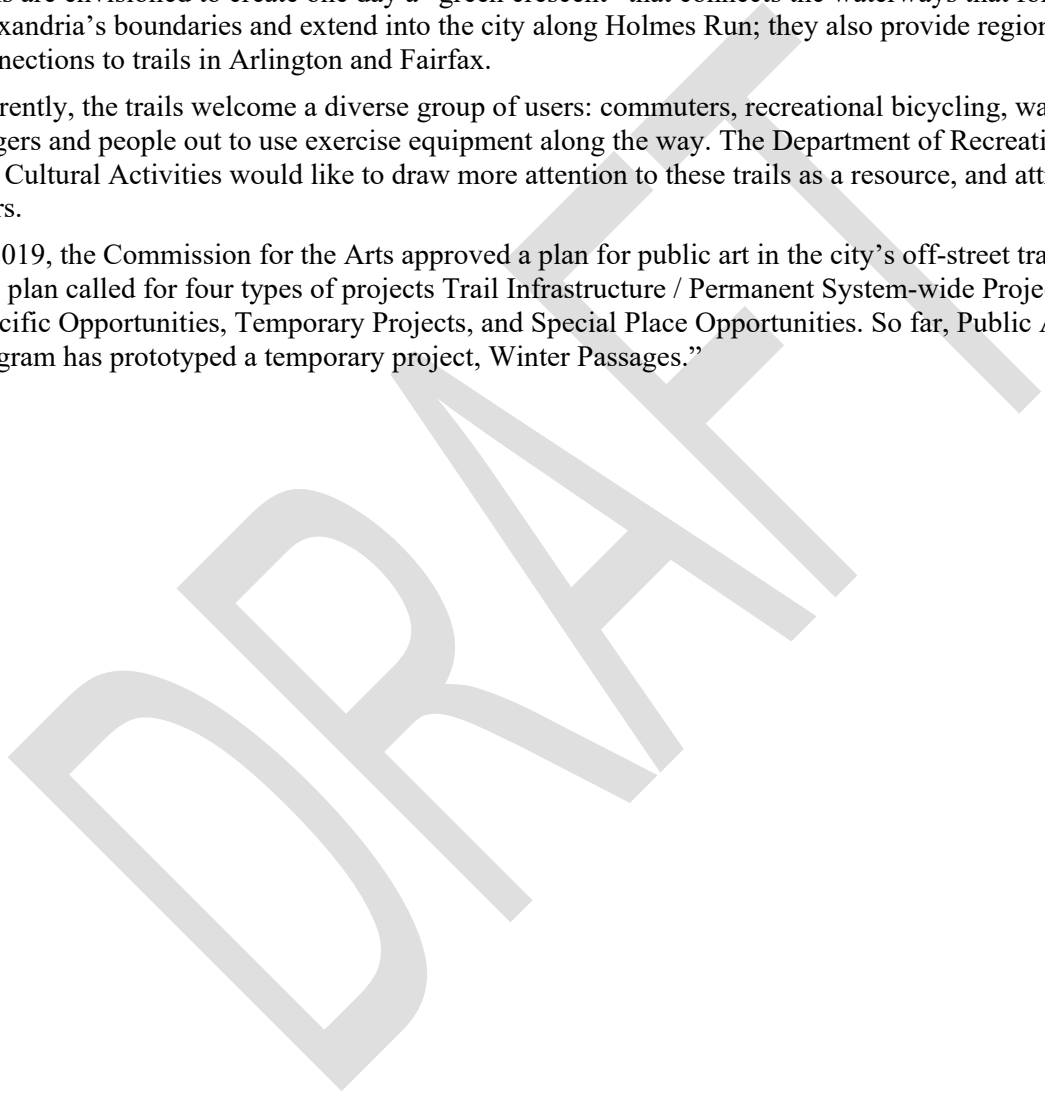 s are envisioned to create one day a “green crescent” that connects the waterways that for
xandria’s boundaries and extend into the city along Holmes Run; they also provide region
nections to trails in Arlington and Fairfax.
rently, the trails welcome a diverse group of users: commuters, recreational bicycling, wa
gers and people out to use exercise equipment along the way. The Department of Recreati
Cultural Activities would like to draw more attention to these trails as a resource, and att
rs.
019, the Commission for the Arts approved a plan for public art in the city’s off-street tra
plan called for four types of projects Trail Infrastructure / Permanent System-wide Proje
cific Opportunities, Temporary Projects, and Special Place Opportunities. So far, Public A
gram has prototyped a temporary project, Winter Passages.”
DRAFT